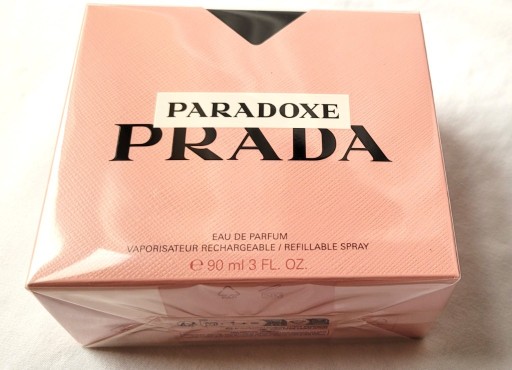 PARADOXE
PRADA
EAU DE PARFUM
VAPORISATEUR RECHARGEABLE / REFILLABLE SPRAY
℮ 90 ml 3 FL. OZ.